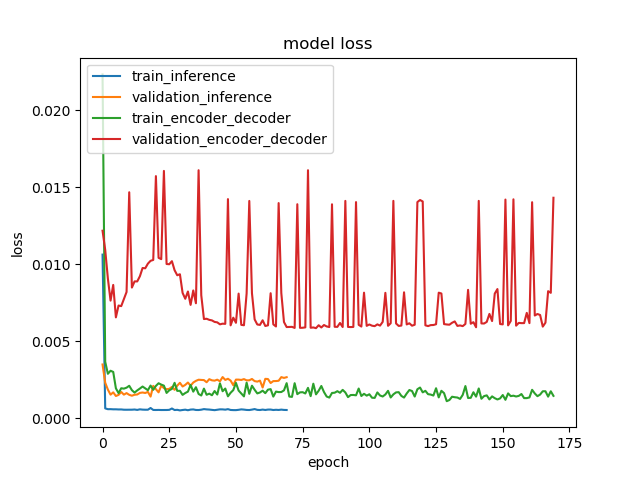 model loss
train_inference
validation_inference
train_encoder_decoder
validation_encoder_decoder
0.020
0.015
0.010
0.005
0.000
loss
0 25 50 75 100 125 150 175
epoch